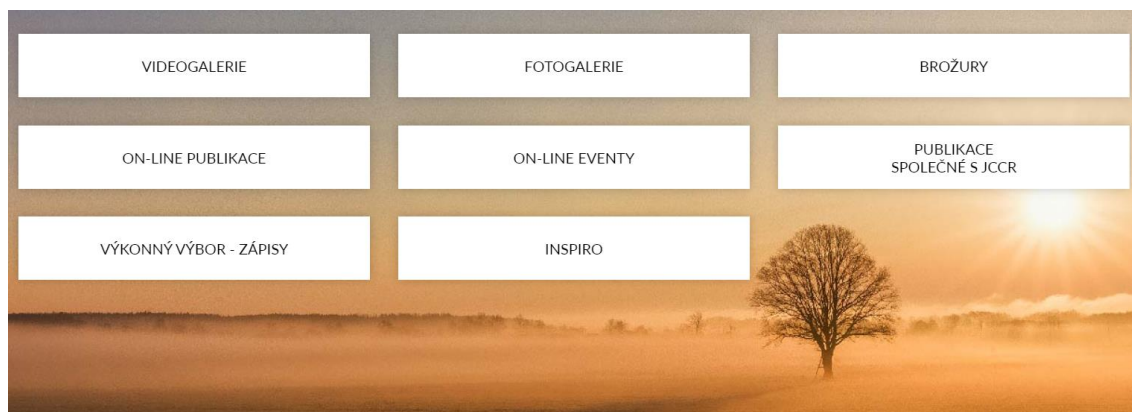 VIDEOGALERIE
FOTOGALERIE
BROŽURY
ON-LINE PUBLIKACE
ON-LINE EVENTY
PUBLIKACE
SPOLEČNÉ S JCCR
VÝKONNÝ VÝBOR - ZÁPISY
INSPIRO